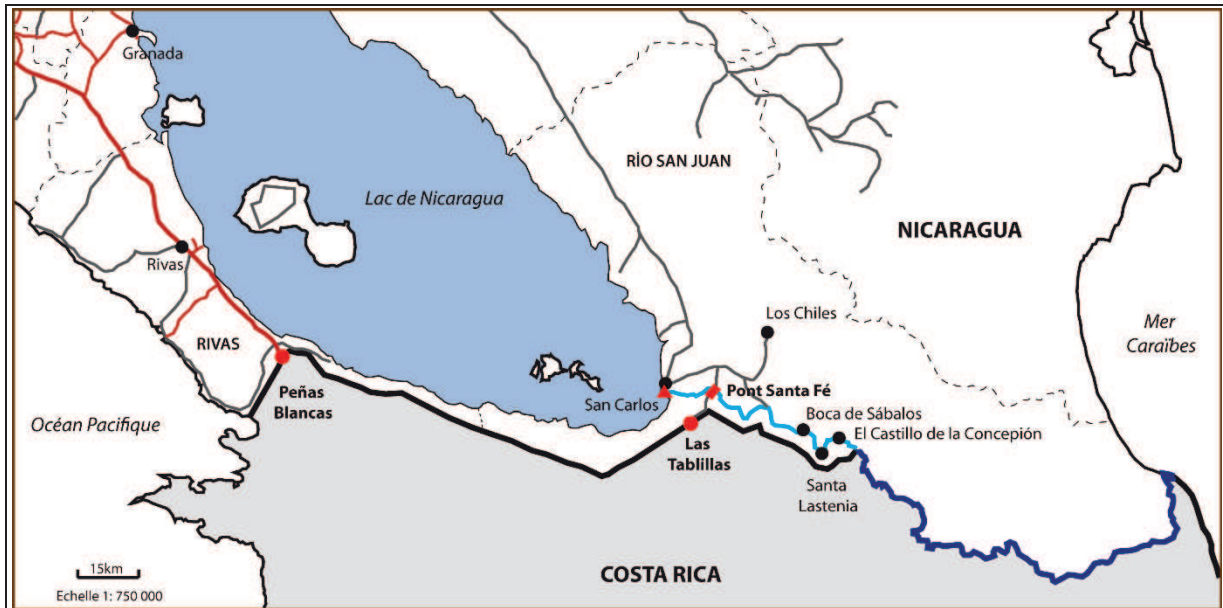 Granada
RÍO SAN JUAN
Lac de Nicaragua
NICARAGUA
Rivas
Los Chiles
Mer
Caraïbes
RIVAS
Peñas
Blancas
San Carlos
Pont Santa Fé
Océan Pacifique
Boca de Sábalos
El Castillo de la Concepión
Las
Tablillas
Santa
Lastenia
15km
Echelle 1: 750 000
COSTA RICA